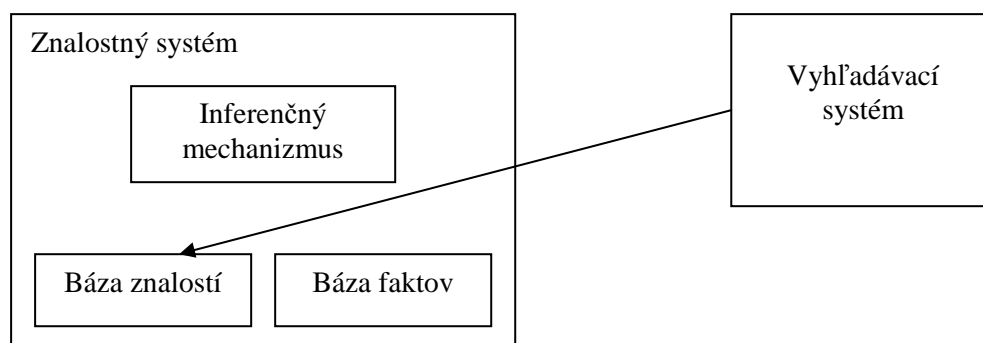 Znalostný systém
Inferenčný
mechanizmus
Báza znalostí
Báza faktov
Vyhľadávací
systém